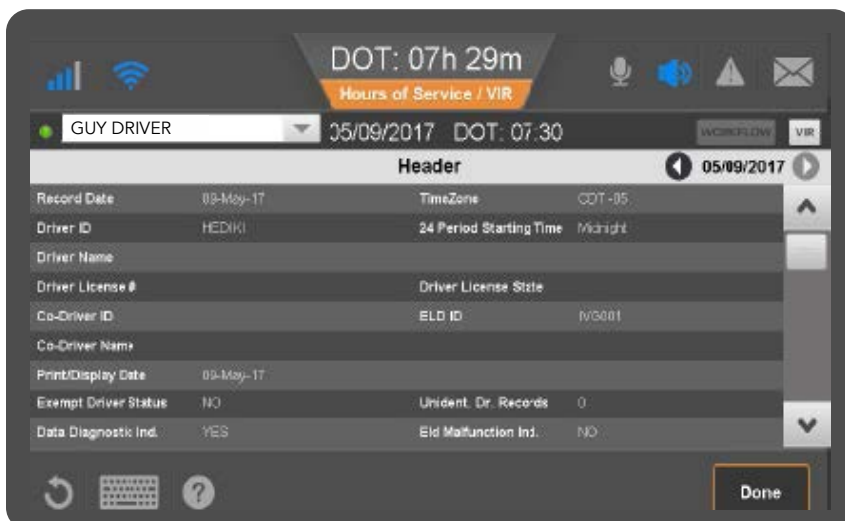 DOT: 07h 29m
Hours of Service / VIR
GUY DRIVER 05/09/2017 DOT: 07:30 WORKFLOW VIR
Header 05/09/2017
Record Date 09-May-17 TimeZone CDT -05
Driver ID HEDIKI 24 Period Starting Time Midnight
Driver Name
Driver License # Driver License State
Co-Driver ID ELD ID IVG001
Co-Driver Name
Print/Display Date 09-May-17
Exempt Driver Status NO Unident. Dr. Records 0
Data Diagnostic Ind. YES Eld Malfunction Ind. NO
Done